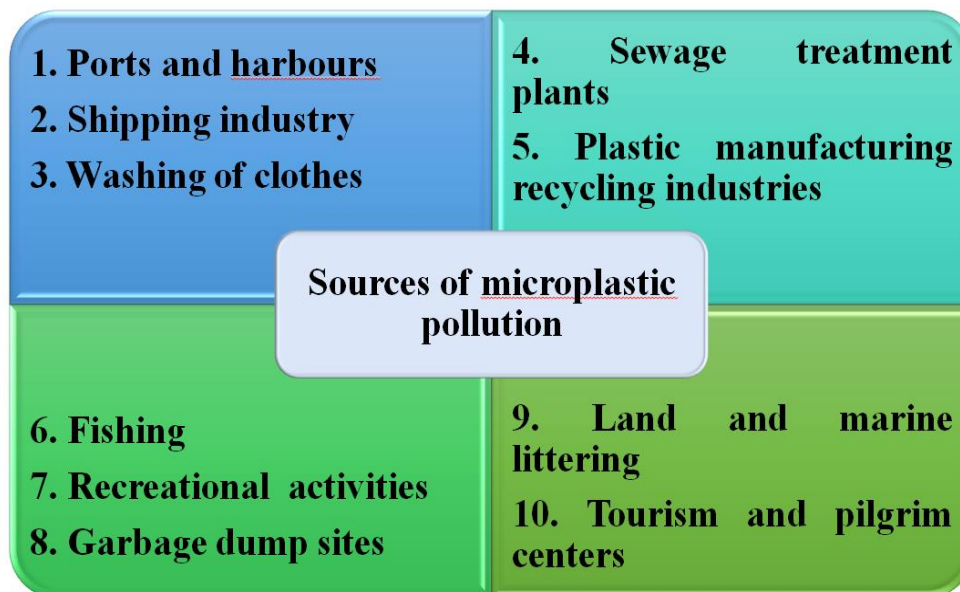 1. Ports and harbours
2. Shipping industry
3. Washing of clothes
4. Sewage treatment
plants
5. Plastic manufacturing
recycling industries
Sources of microplastic
pollution
6. Fishing
7. Recreational activities
8. Garbage dump sites
9. Land and marine
littering
10. Tourism and pilgrim
centers